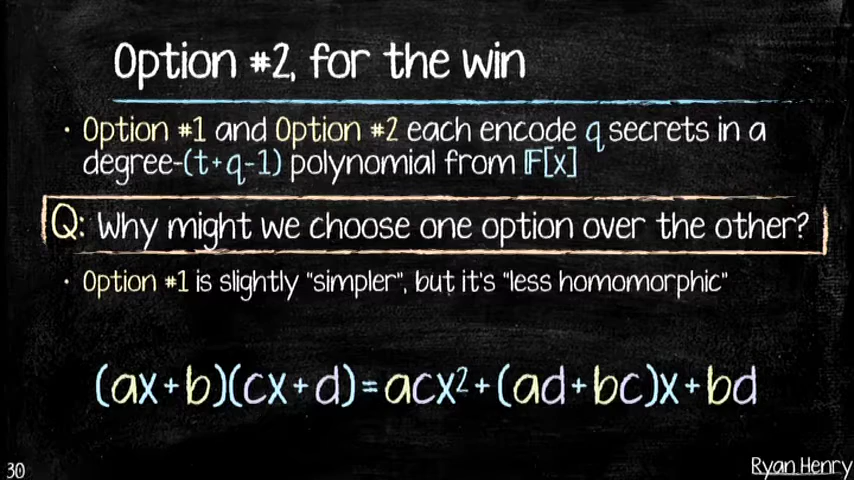 Option #2, for the win
• Option #1 and Option #2 each encode q secrets in a
degree-(t+q-1) polynomial from 𝔽[x]
Q: Why might we choose one option over the other?
• Option #1 is slightly "simpler", but it's "less homomorphic"
(ax+b)(cx+d)=acx²+(ad+bc)x+bd
30
Ryan Henry